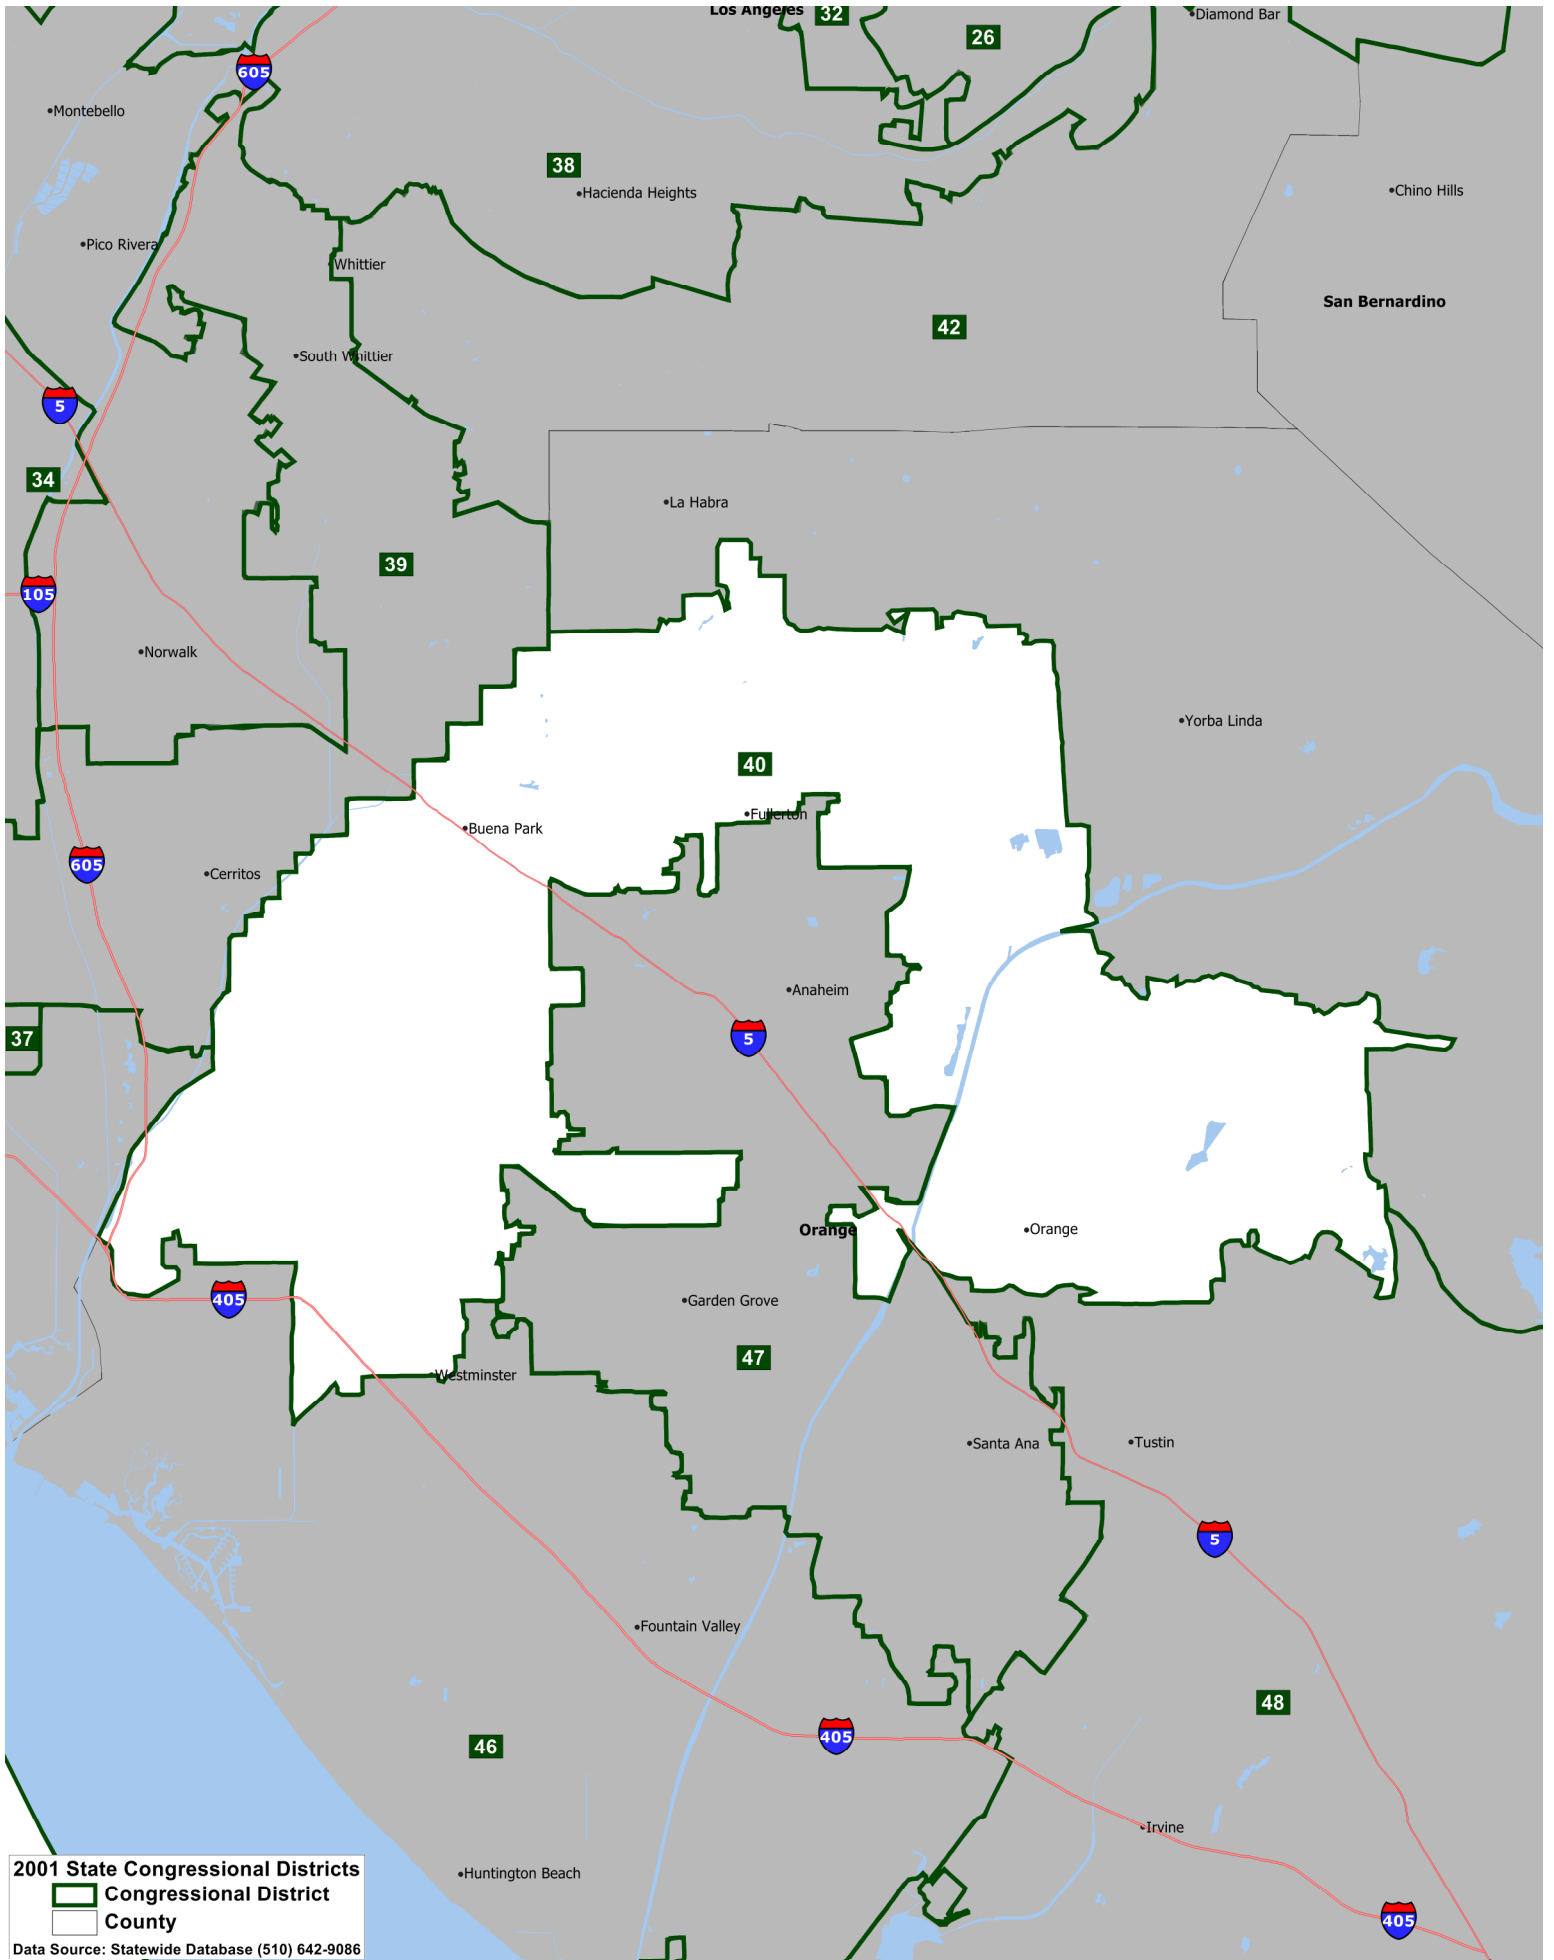 Los Angeles
32
Diamond Bar
26
605
Montebello
38
Hacienda Heights
Chino Hills
Pico Rivera
Whittier
San Bernardino
42
South Whittier
5
34
La Habra
39
105
Norwalk
Yorba Linda
40
Fullerton
Buena Park
605
Cerritos
Anaheim
37
5
Orange
Orange
405
Garden Grove
47
Westminster
Santa Ana
Tustin
5
Fountain Valley
48
405
46
Irvine
Huntington Beach
405
2001 State Congressional Districts
Congressional District
County
Data Source: Statewide Database (510) 642-9086